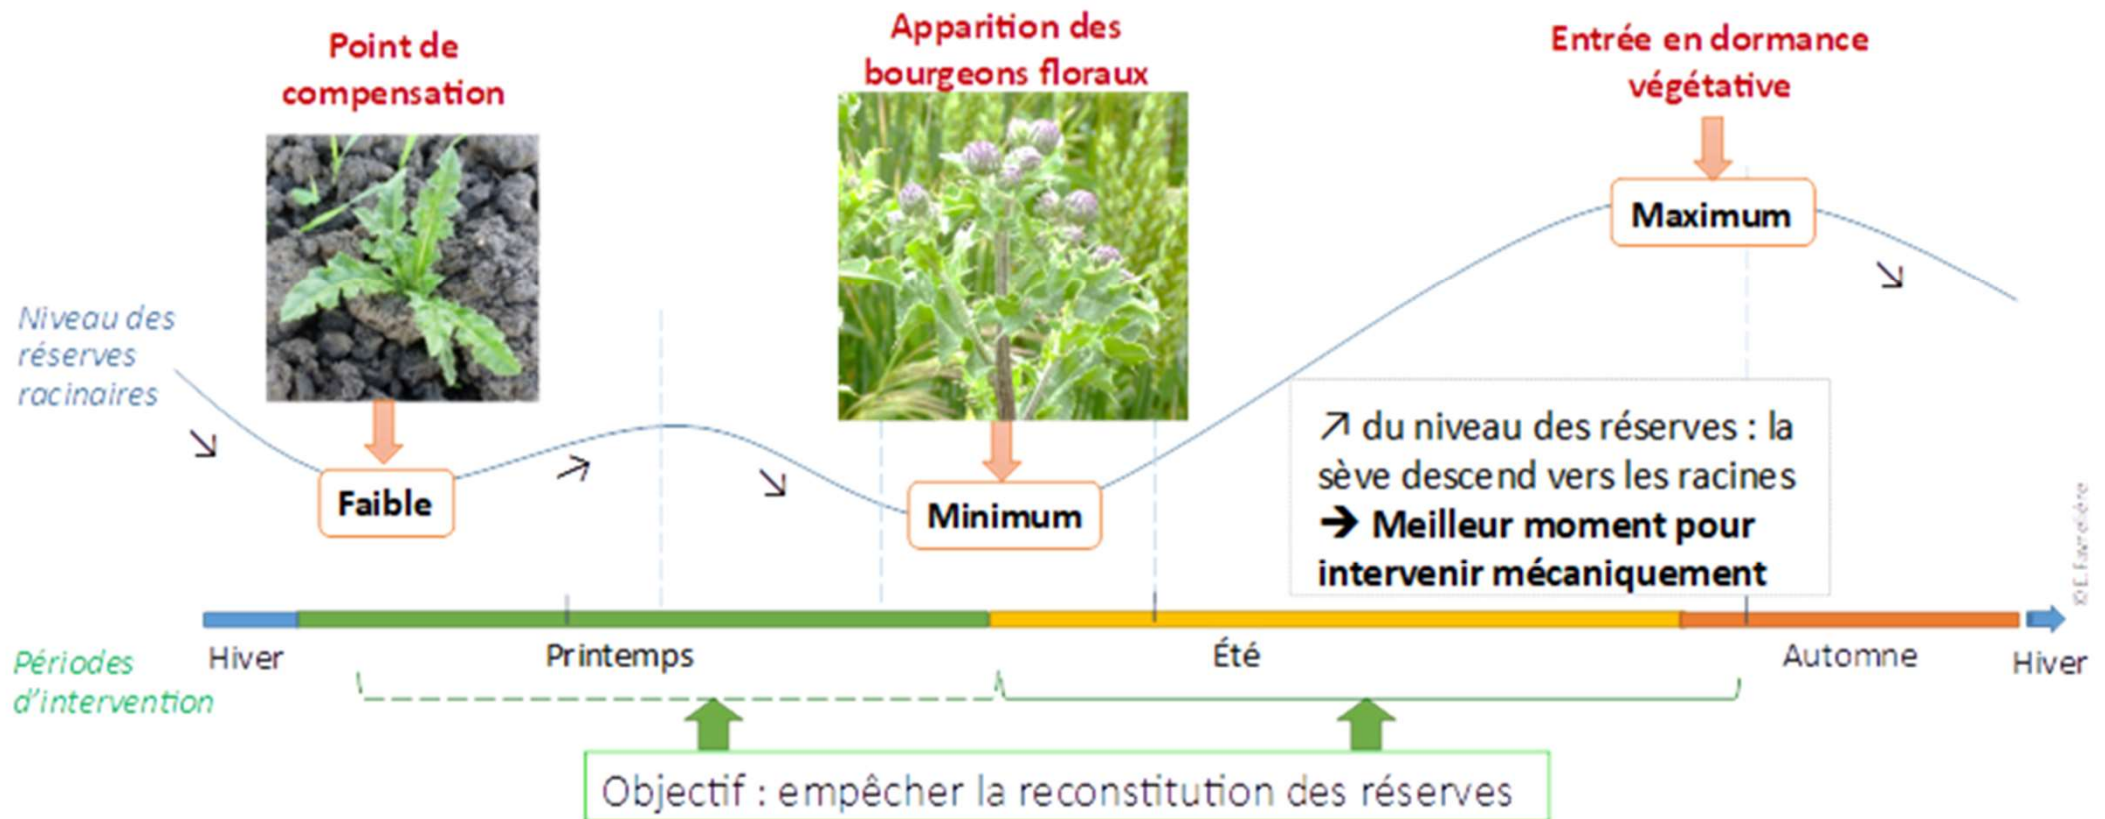 Point de
compensation
Apparition des
bourgeons floraux
Entrée en dormance
végétative
Maximum
Niveau des
réserves
racinaires
↘
Faible
↗
↘
Minimum
↘
↗ du niveau des réserves : la
sève descend vers les racines
➔ Meilleur moment pour
intervenir mécaniquement
Hiver
Printemps
Été
Automne
Hiver
Périodes
d'intervention
Objectif : empêcher la reconstitution des réserves